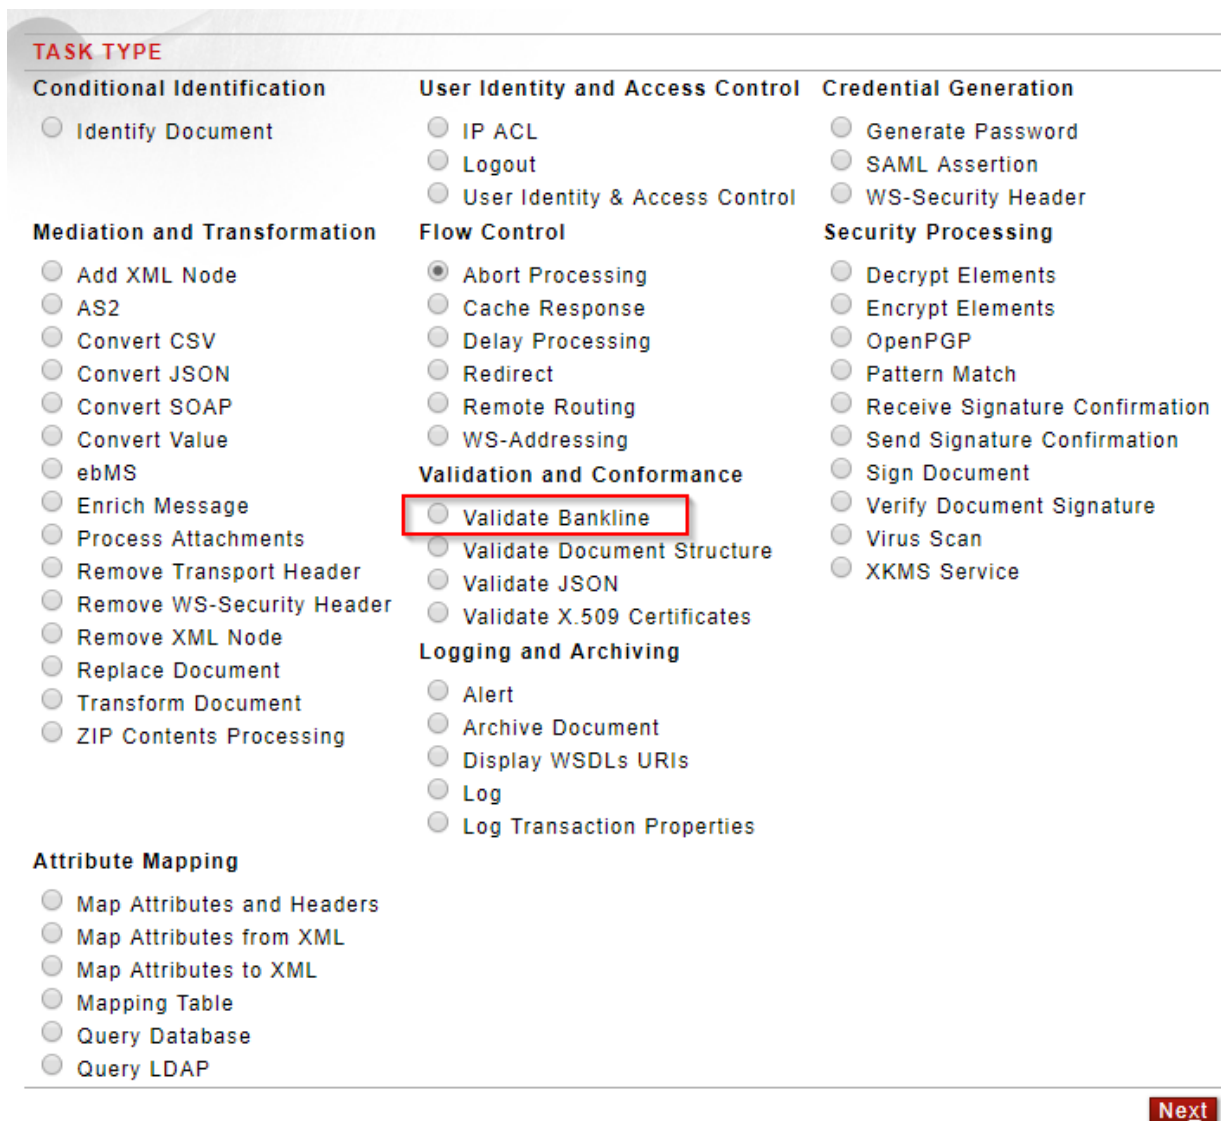 TASK TYPE
Conditional Identification
Identify Document
User Identity and Access Control
IP ACL
Logout
User Identity & Access Control
Credential Generation
Generate Password
SAML Assertion
WS-Security Header
Mediation and Transformation
Add XML Node
AS2
Convert CSV
Convert JSON
Convert SOAP
Convert Value
ebMS
Enrich Message
Process Attachments
Remove Transport Header
Remove WS-Security Header
Remove XML Node
Replace Document
Transform Document
ZIP Contents Processing
Flow Control
Abort Processing
Cache Response
Delay Processing
Redirect
Remote Routing
WS-Addressing
Validation and Conformance
Validate Bankline
Validate Document Structure
Validate JSON
Validate X.509 Certificates
Logging and Archiving
Alert
Archive Document
Display WSDLs URIs
Log
Log Transaction Properties
Security Processing
Decrypt Elements
Encrypt Elements
OpenPGP
Pattern Match
Receive Signature Confirmation
Send Signature Confirmation
Sign Document
Verify Document Signature
Virus Scan
XKMS Service
Attribute Mapping
Map Attributes and Headers
Map Attributes from XML
Map Attributes to XML
Mapping Table
Query Database
Query LDAP
Next